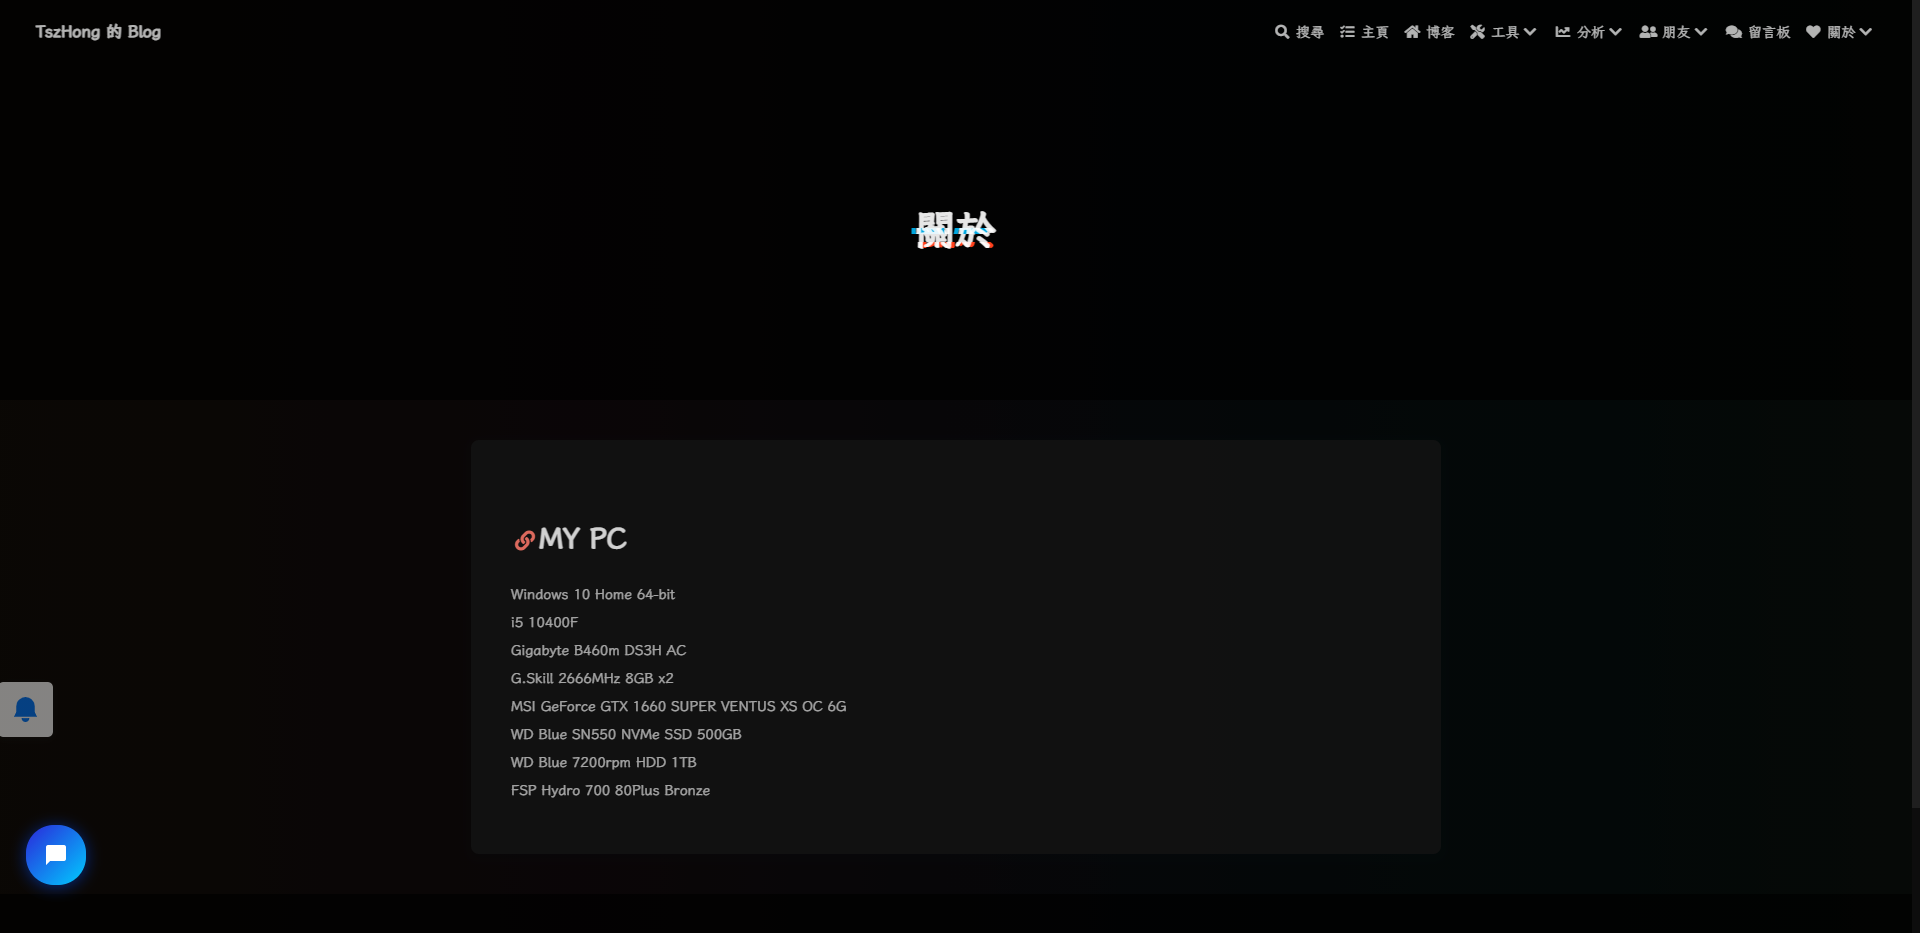 TszHong 的 Blog
搜尋 主頁 博客 工具 分析 朋友 留言板 關於
關於
MY PC
Windows 10 Home 64-bit
i5 10400F
Gigabyte B460m DS3H AC
G.Skill 2666MHz 8GB x2
MSI GeForce GTX 1660 SUPER VENTUS XS OC 6G
WD Blue SN550 NVMe SSD 500GB
WD Blue 7200rpm HDD 1TB
FSP Hydro 700 80Plus Bronze